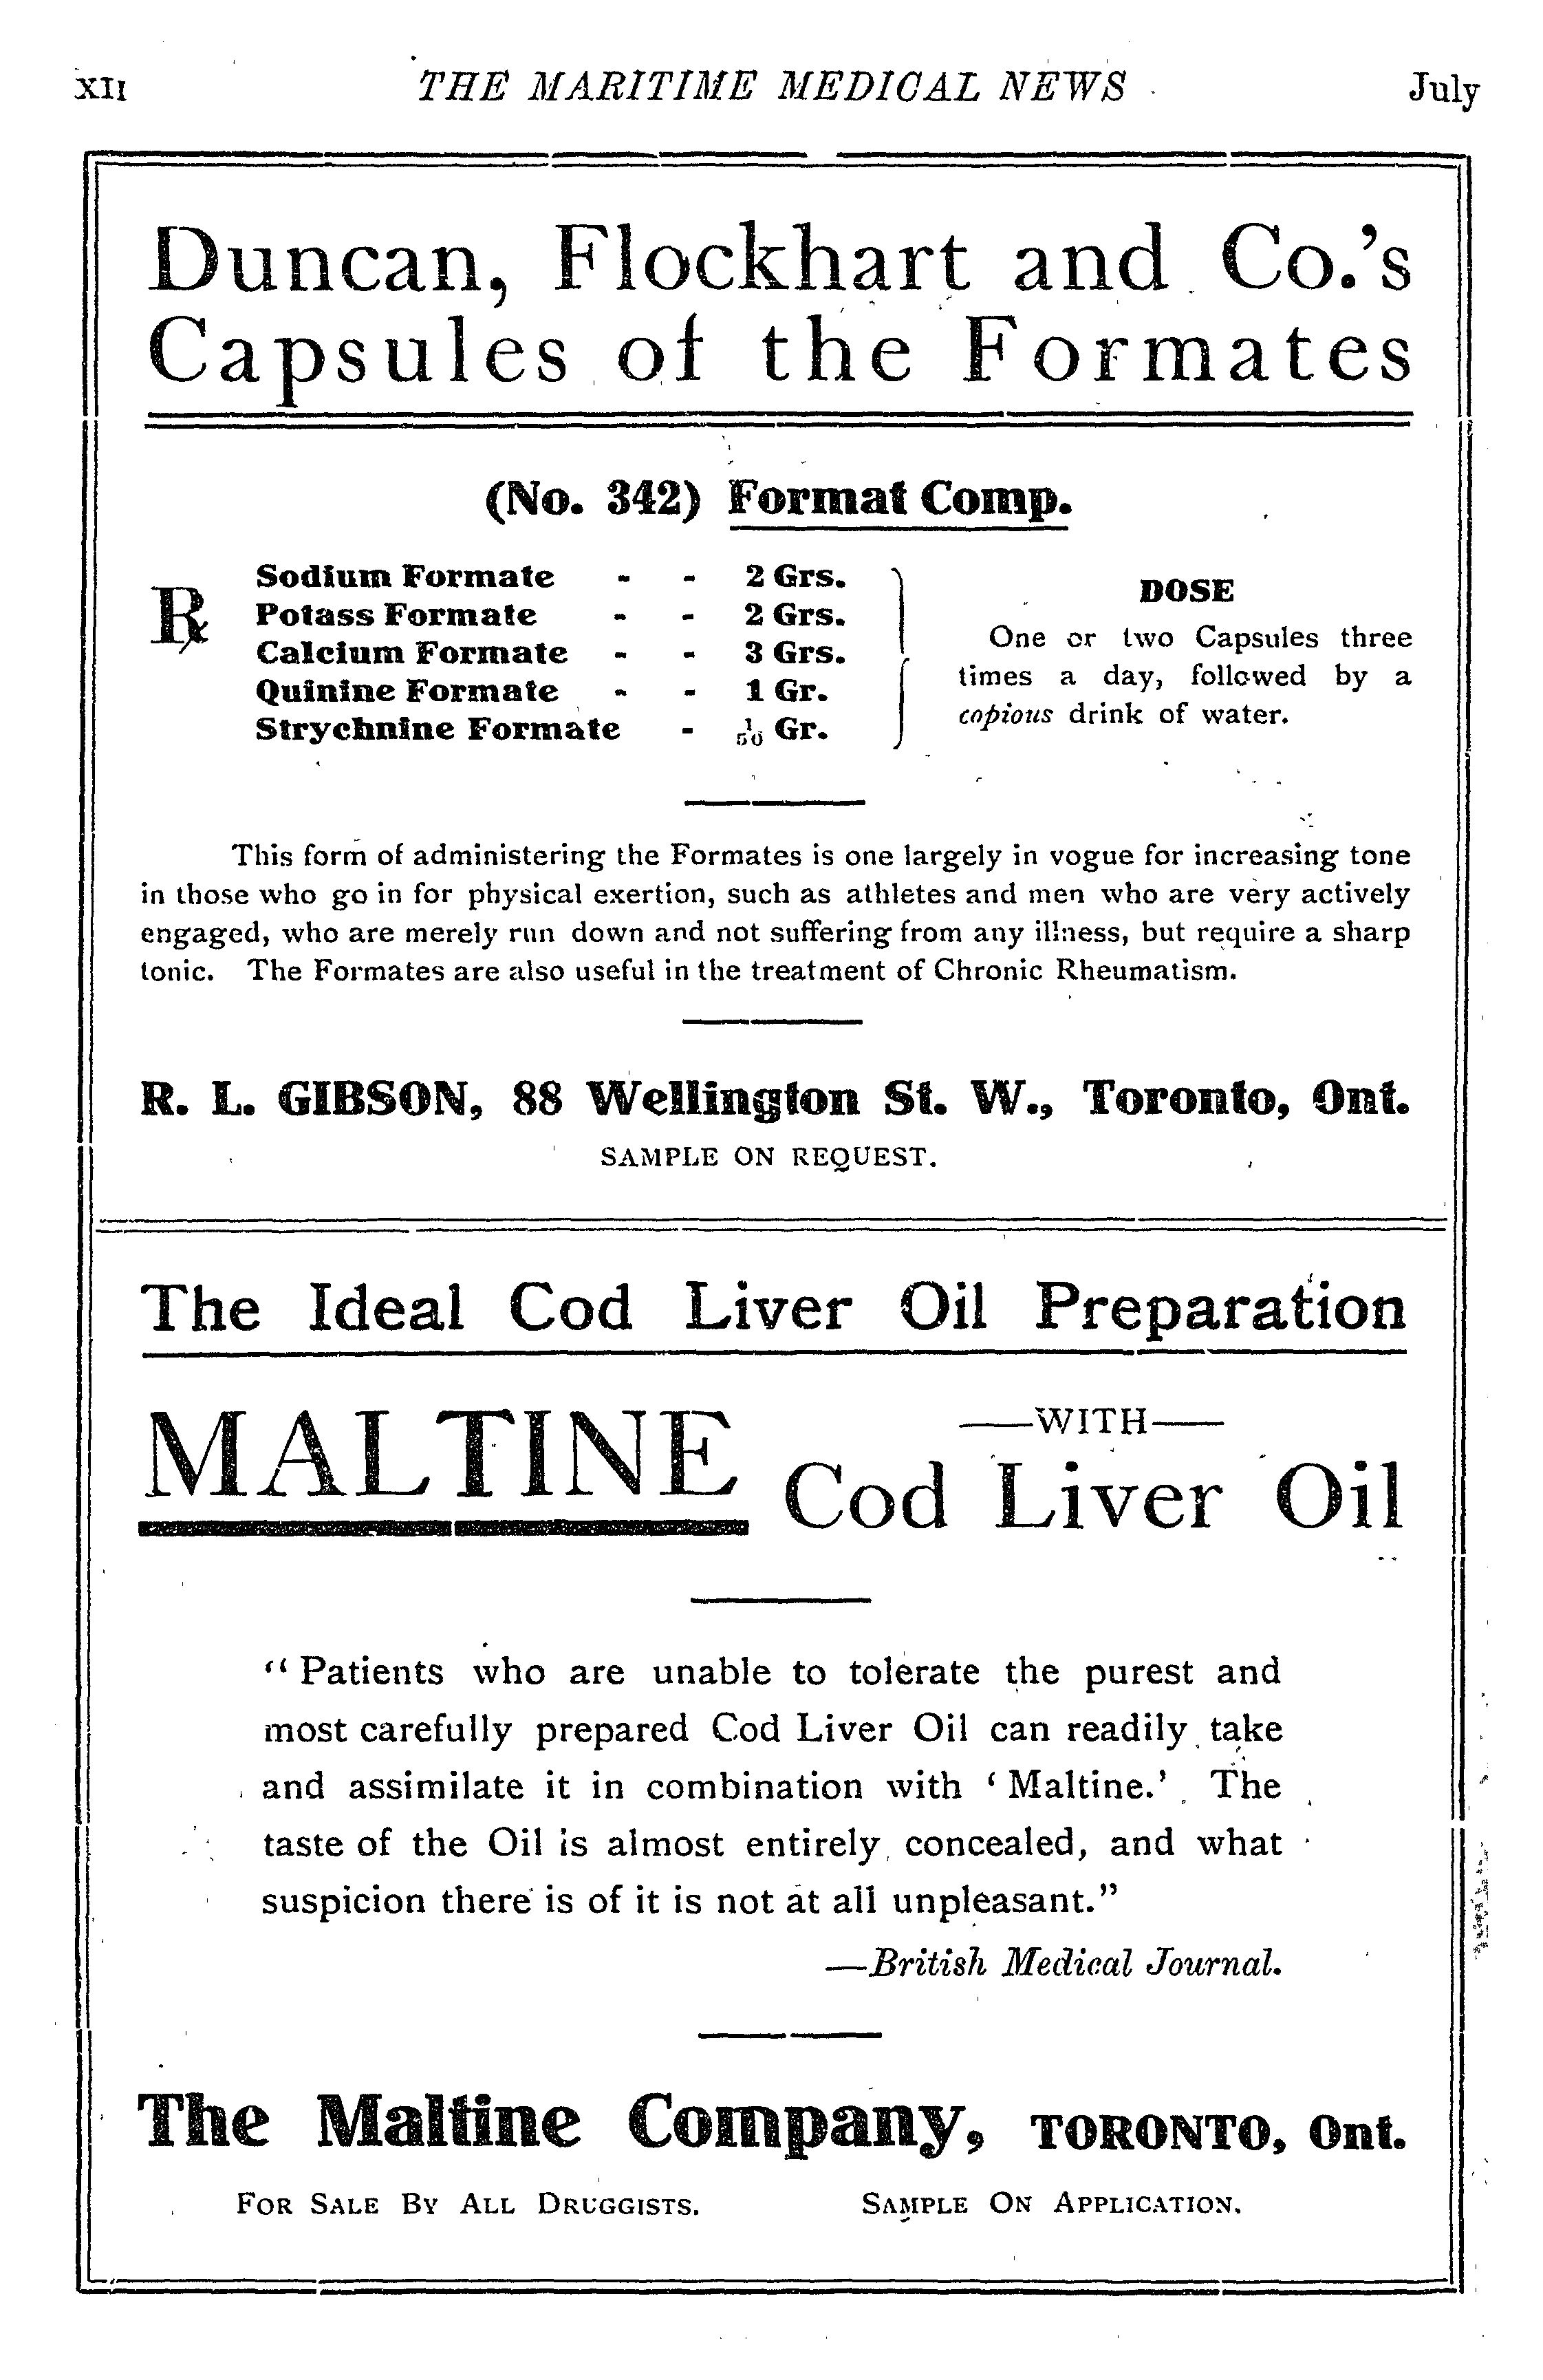 XII THE MARITIME MEDICAL NEWS July
Duncan, Flockhart and Co.'s
Capsules of the Formates
(No. 342) Format Comp.
℞
Sodium Formate - - 2 Grs.
Potass Formate - - 2 Grs.
Calcium Formate - - 3 Grs.
Quinine Formate - - 1 Gr.
Strychnine Formate - 1/50 Gr.
DOSE
One or two Capsules three
times a day, followed by a
copious drink of water.
This form of administering the Formates is one largely in vogue for increasing tone
in those who go in for physical exertion, such as athletes and men who are very actively
engaged, who are merely run down and not suffering from any illness, but require a sharp
tonic. The Formates are also useful in the treatment of Chronic Rheumatism.
R. L. GIBSON, 88 Wellington St. W., Toronto, Ont.
SAMPLE ON REQUEST.
The Ideal Cod Liver Oil Preparation
MALTINE —WITH— Cod Liver Oil
"Patients who are unable to tolerate the purest and
most carefully prepared Cod Liver Oil can readily take
and assimilate it in combination with 'Maltine.' The
taste of the Oil is almost entirely concealed, and what
suspicion there is of it is not at all unpleasant."
—British Medical Journal.
The Maltine Company, TORONTO, Ont.
FOR SALE BY ALL DRUGGISTS. SAMPLE ON APPLICATION.